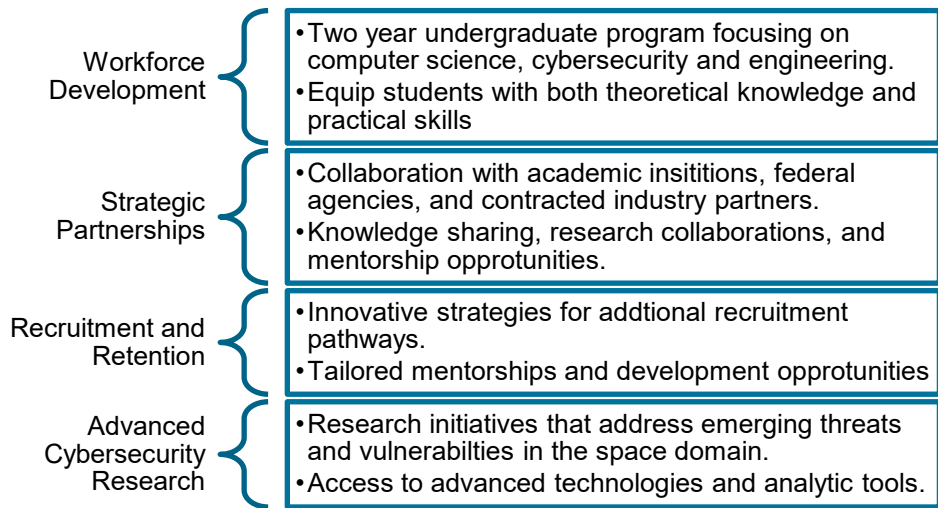 Workforce
Development
•Two year undergraduate program focusing on
computer science, cybersecurity and engineering.
•Equip students with both theoretical knowledge and
practical skills
Strategic
Partnerships
•Collaboration with academic insititions, federal
agencies, and contracted industry partners.
•Knowledge sharing, research collaborations, and
mentorship opprotunities.
Recruitment and
Retention
•Innovative strategies for addtional recruitment
pathways.
•Tailored mentorships and development opprotunities
Advanced
Cybersecurity
Research
•Research initiatives that address emerging threats
and vulnerabilties in the space domain.
•Access to advanced technologies and analytic tools.